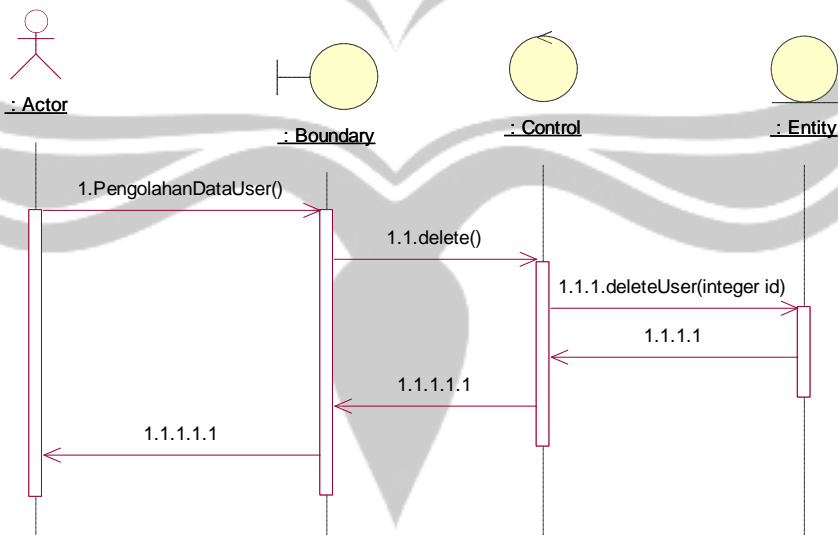 : Actor
: Boundary
: Control
: Entity
1.PengolahanDataUser()
1.1.delete()
1.1.1.deleteUser(integer id)
1.1.1.1
1.1.1.1.1
1.1.1.1.1